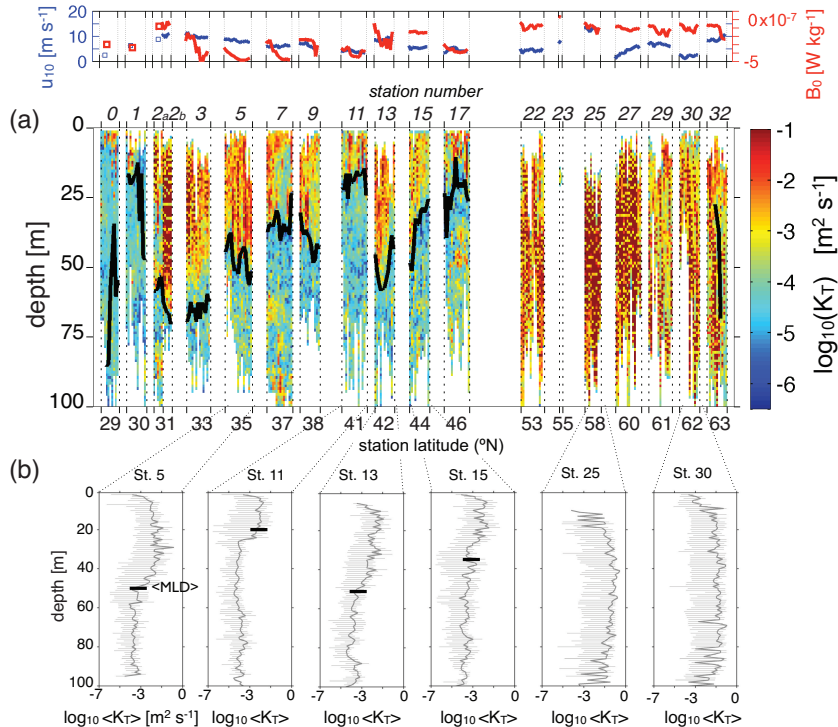 20
10
0
u10 [m s-1]
0x10-7
-5
B0 [W kg-1]
station number
(a)
0 1 2a 2b 3 5 7 9 11 13 15 17 22 23 25 27 29 30 32
0
25
50
75
100
depth [m]
-1
-2
-3
-4
-5
-6
log10(KT) [m2 s-1]
29 30 31 33 35 37 38 41 42 44 46 53 55 58 60 61 62 63
station latitude (ºN)
(b)
St. 5 St. 11 St. 13 St. 15 St. 25 St. 30
0
20
40
60
80
100
depth [m]
<MLD>
-7 -3 0 -7 -3 0 -7 -3 0 -7 -3 0 -7 -3 0 -7 -3 0
log10 <KT> [m2 s-1] log10 <KT> log10 <KT> log10 <KT> log10 <KT> log10 <KT>